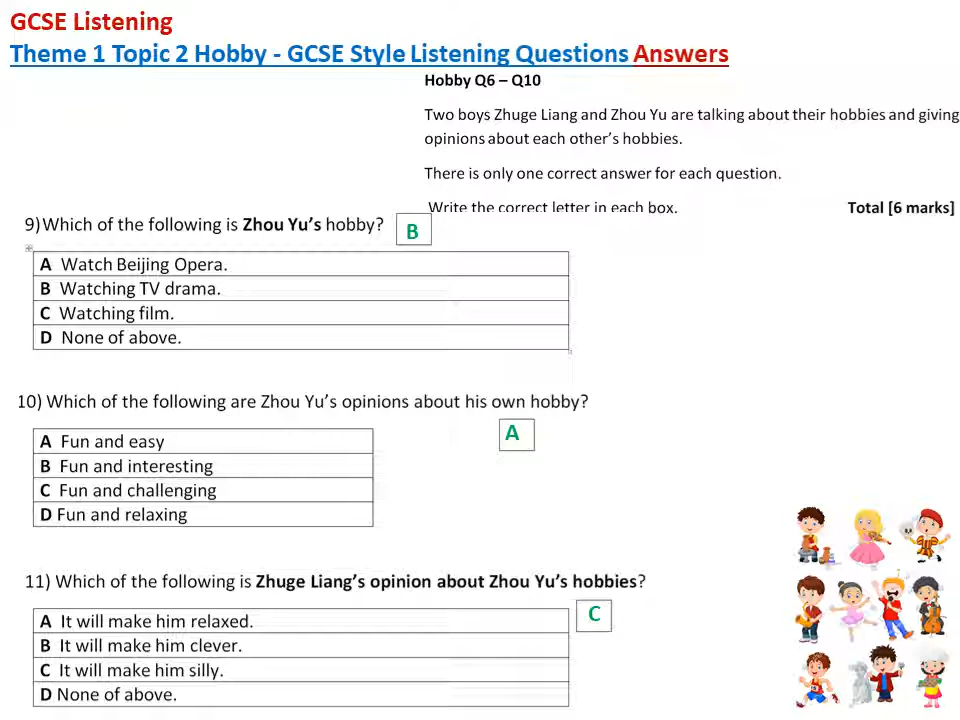 GCSE Listening
Theme 1 Topic 2 Hobby - GCSE Style Listening Questions Answers
Hobby Q6 – Q10
Two boys Zhuge Liang and Zhou Yu are talking about their hobbies and giving
opinions about each other's hobbies.
There is only one correct answer for each question.
Write the correct letter in each box. Total [6 marks]
9) Which of the following is Zhou Yu's hobby? B
A Watch Beijing Opera.
B Watching TV drama.
C Watching film.
D None of above.
10) Which of the following are Zhou Yu's opinions about his own hobby?
A
A Fun and easy
B Fun and interesting
C Fun and challenging
D Fun and relaxing
11) Which of the following is Zhuge Liang's opinion about Zhou Yu's hobbies?
C
A It will make him relaxed.
B It will make him clever.
C It will make him silly.
D None of above.